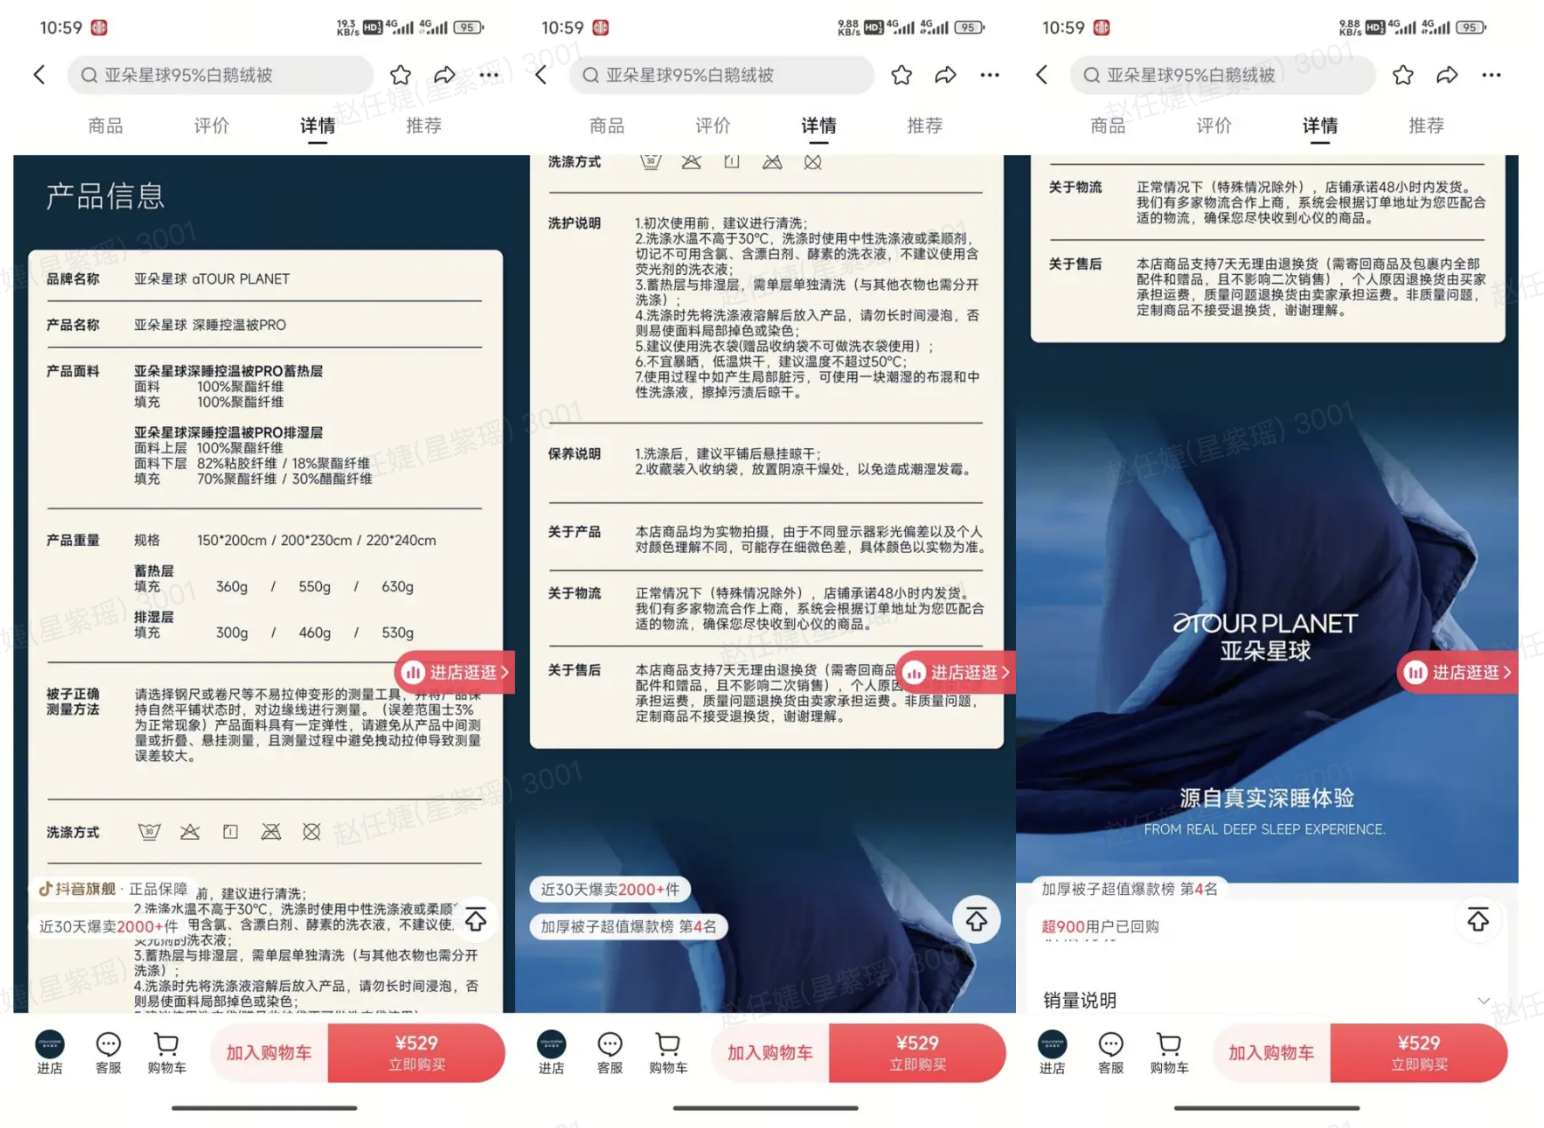 10:59
19.3 KB/s HD 4G 4G 95
亚朵星球95%白鹅绒被
商品 评价 详情 推荐
产品信息
品牌名称 亚朵星球 aTOUR PLANET
产品名称 亚朵星球 深睡控温被PRO
产品面料 亚朵星球深睡控温被PRO蓄热层
面料 100%聚酯纤维
填充 100%聚酯纤维
亚朵星球深睡控温被PRO排湿层
面料上层 100%聚酯纤维
面料下层 82%粘胶纤维 / 18%聚酯纤维
填充 70%聚酯纤维 / 30%醋酯纤维
产品重量 规格 150*200cm / 200*230cm / 220*240cm
蓄热层
填充 360g / 550g / 630g
排湿层
填充 300g / 460g / 530g
进店逛逛
被子正确 请选择钢尺或卷尺等不易拉伸变形的测量工具，并将产品保
测量方法 持自然平铺状态时，对边缘线进行测量。（误差范围±3%
为正常现象）产品面料具有一定弹性，请避免从产品中间测
量或折叠、悬挂测量，且测量过程中避免拽动拉伸导致测量
误差较大。
洗涤方式
抖音旗舰·正品保障
前，建议进行清洗；
2.洗涤水温不高于30℃，洗涤时使用中性洗涤液或柔顺
近30天爆卖2000+件
用含氯、含漂白剂、酵素的洗衣液，不建议使
荧光剂的洗衣液；
3.蓄热层与排湿层，需单层单独清洗（与其他衣物也需分开
洗涤）；
4.洗涤时先将洗涤液溶解后放入产品，请勿长时间浸泡，否
则易使面料局部掉色或染色；
进店 客服 购物车 加入购物车 ¥529
立即购买
10:59
9.88 KB/s HD 4G 4G 95
亚朵星球95%白鹅绒被
商品 评价 详情 推荐
洗涤方式
洗护说明 1.初次使用前，建议进行清洗；
2.洗涤水温不高于30℃，洗涤时使用中性洗涤液或柔顺剂，
切记不可用含氯、含漂白剂、酵素的洗衣液，不建议使用含
荧光剂的洗衣液；
3.蓄热层与排湿层，需单层单独清洗（与其他衣物也需分开
洗涤）；
4.洗涤时先将洗涤液溶解后放入产品，请勿长时间浸泡，否
则易使面料局部掉色或染色；
5.建议使用洗衣袋(赠品收纳袋不可做洗衣袋使用）；
6.不宜暴晒，低温烘干，建议温度不超过50℃；
7.使用过程中如产生局部脏污，可使用一块潮湿的布混和中
性洗涤液，擦掉污渍后晾干。
保养说明 1.洗涤后，建议平铺后悬挂晾干；
2.收藏装入收纳袋，放置阴凉干燥处，以免造成潮湿发霉。
关于产品 本店商品均为实物拍摄，由于不同显示器彩光偏差以及个人
对颜色理解不同，可能存在细微色差，具体颜色以实物为准。
关于物流 正常情况下（特殊情况除外），店铺承诺48小时内发货。
我们有多家物流合作上商，系统会根据订单地址为您匹配合
适的物流，确保您尽快收到心仪的商品。
进店逛逛
关于售后 本店商品支持7天无理由退换货（需寄回商品
配件和赠品，且不影响二次销售），个人原因
承担运费，质量问题退换货由卖家承担运费。非质量问题，
定制商品不接受退换货，谢谢理解。
近30天爆卖2000+件
加厚被子超值爆款榜 第4名
进店 客服 购物车 加入购物车 ¥529
立即购买
10:59
9.88 KB/s HD 4G 4G 95
亚朵星球95%白鹅绒被
商品 评价 详情 推荐
关于物流 正常情况下（特殊情况除外），店铺承诺48小时内发货。
我们有多家物流合作上商，系统会根据订单地址为您匹配合
适的物流，确保您尽快收到心仪的商品。
关于售后 本店商品支持7天无理由退换货（需寄回商品及包裹内全部
配件和赠品，且不影响二次销售），个人原因退换货由买家
承担运费，质量问题退换货由卖家承担运费。非质量问题，
定制商品不接受退换货，谢谢理解。
aTOUR PLANET
亚朵星球
进店逛逛
源自真实深睡体验
FROM REAL DEEP SLEEP EXPERIENCE.
加厚被子超值爆款榜 第4名
超900用户已回购
销量说明
进店 客服 购物车 加入购物车 ¥529
立即购买
赵任婕(星紫瑶) 3001